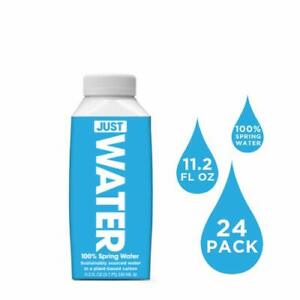 JUST
WATER
100% Spring Water
Sustainably sourced water
in a plant-based carton
11.2
FL OZ
100%
SPRING
WATER
24
PACK